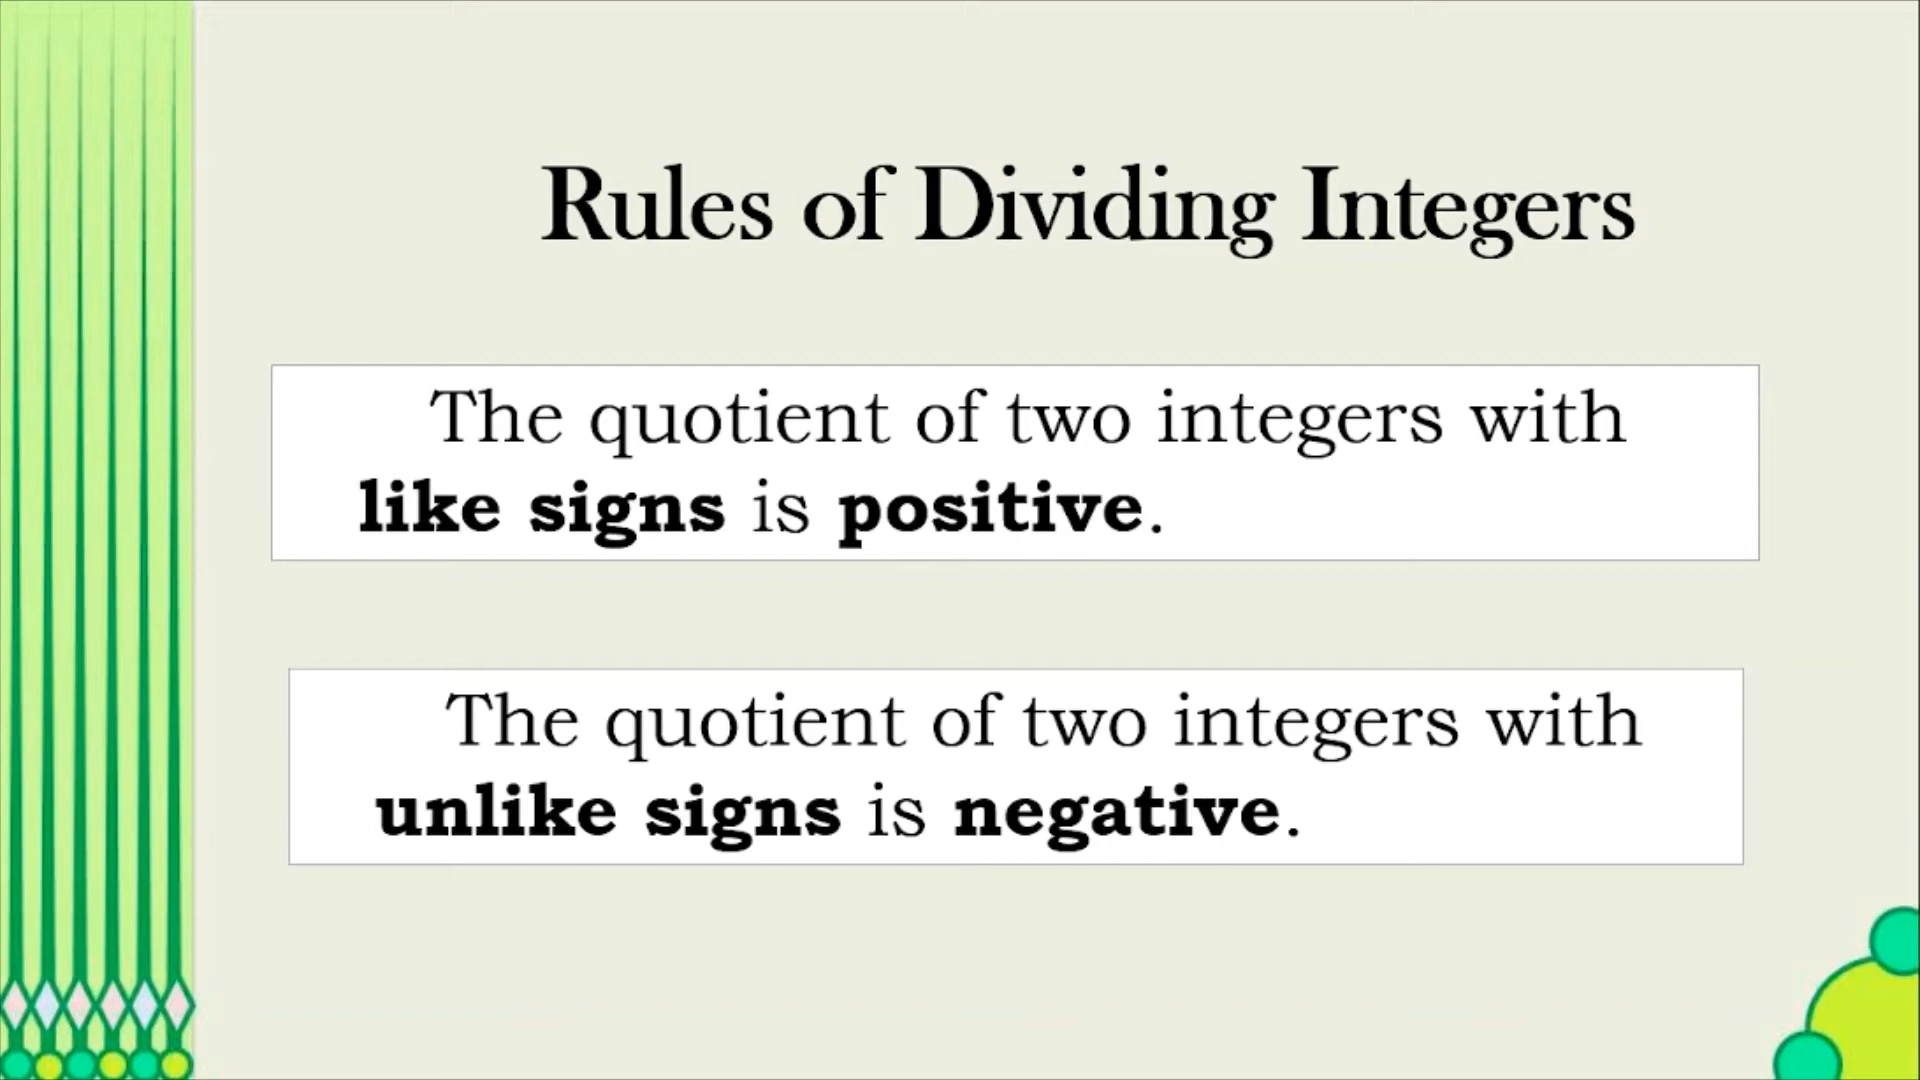 Rules of Dividing Integers
The quotient of two integers with
like signs is positive.
The quotient of two integers with
unlike signs is negative.